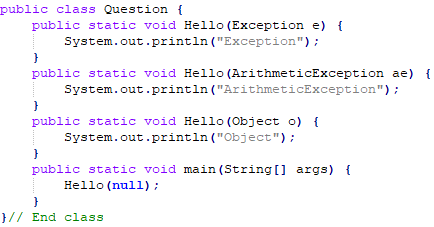 public class Question {
    public static void Hello(Exception e) {
        System.out.println("Exception");
    }
    public static void Hello(ArithmeticException ae) {
        System.out.println("ArithmeticException");
    }
    public static void Hello(Object o) {
        System.out.println("Object");
    }
    public static void main(String[] args) {
        Hello(null);
    }
}// End class